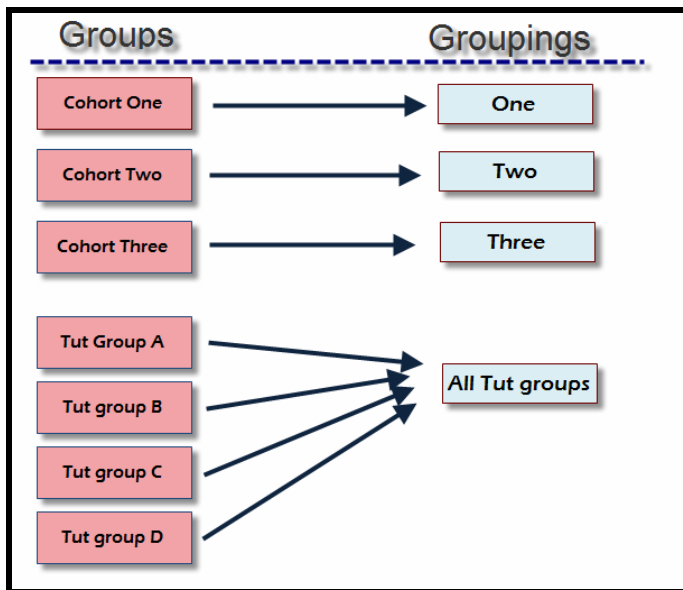 Groups
Groupings
Cohort One
One
Cohort Two
Two
Cohort Three
Three
Tut Group A
Tut group B
All Tut groups
Tut group C
Tut group D